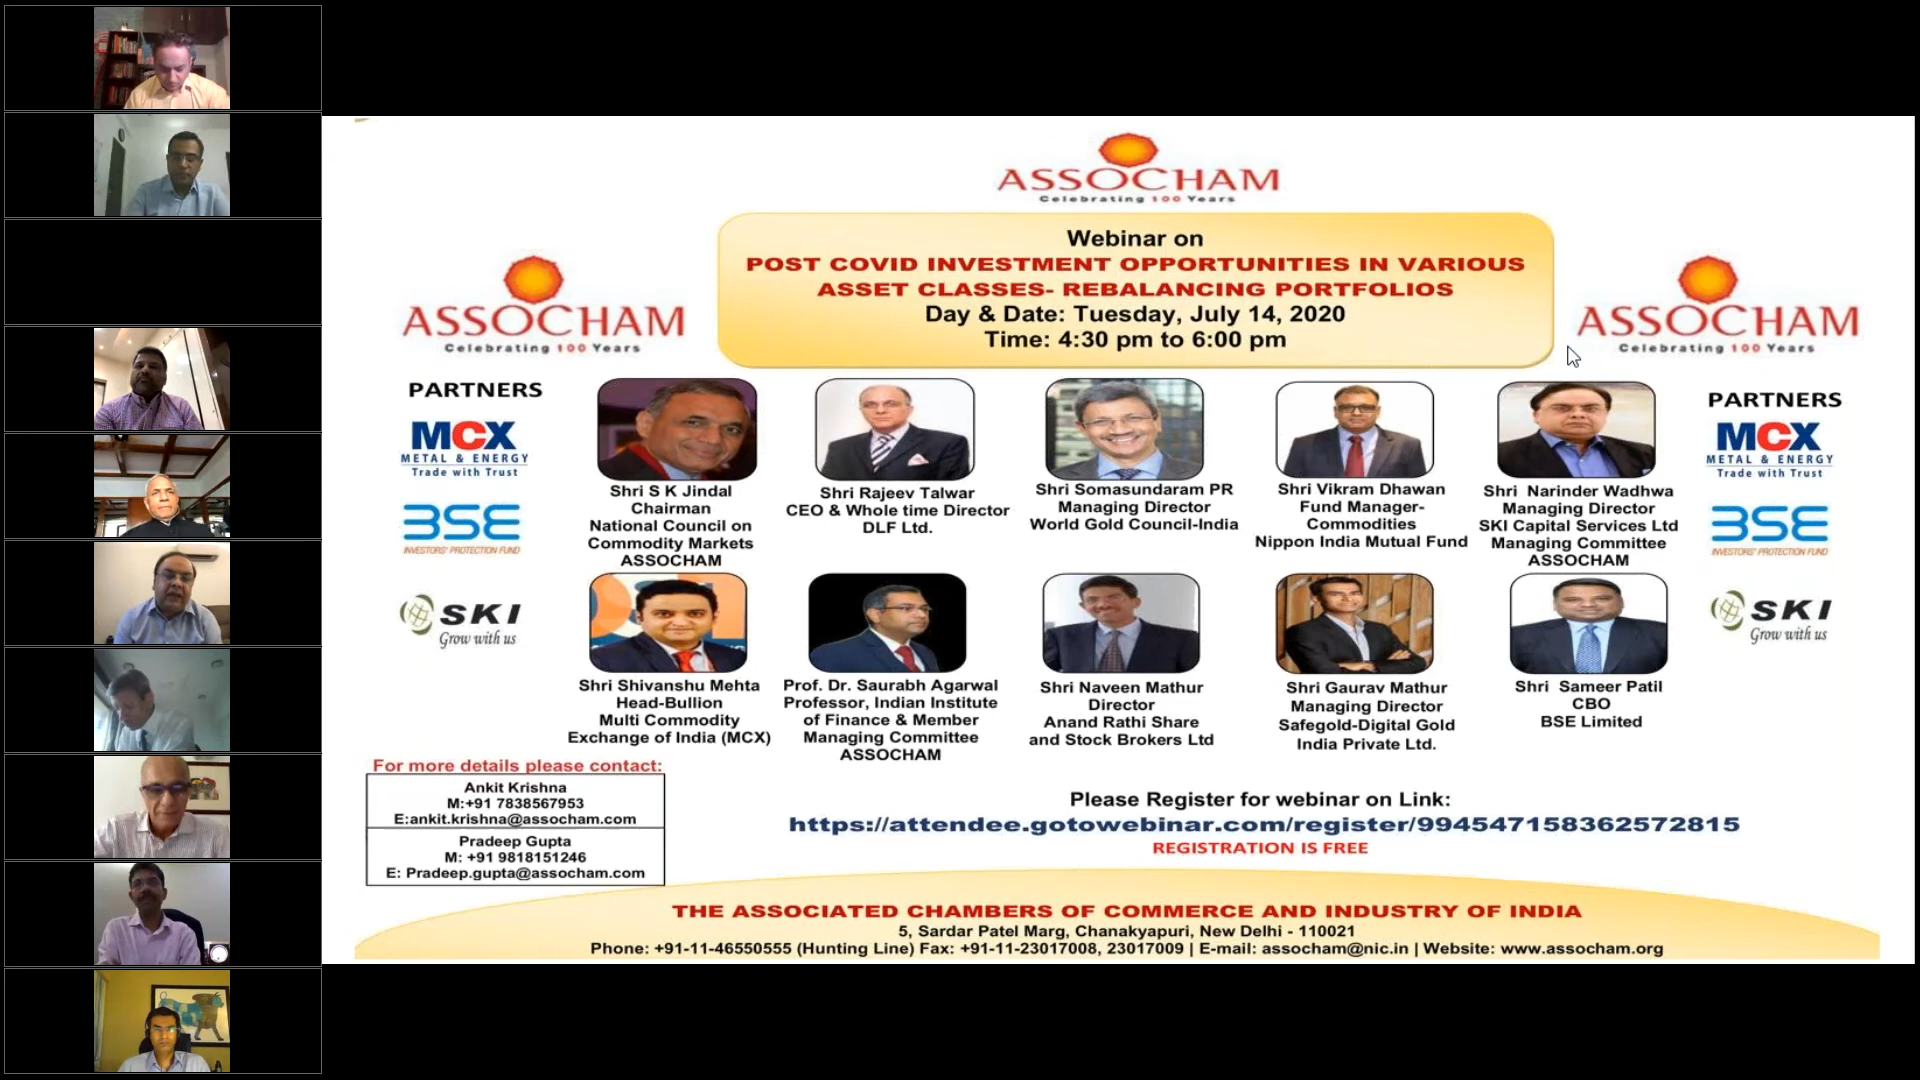 ASSOCHAM
Celebrating 100 Years
Webinar on
POST COVID INVESTMENT OPPORTUNITIES IN VARIOUS
ASSET CLASSES- REBALANCING PORTFOLIOS
Day & Date: Tuesday, July 14, 2020
Time: 4:30 pm to 6:00 pm
ASSOCHAM
Celebrating 100 Years
ASSOCHAM
Celebrating 100 Years
PARTNERS
MCX
METAL & ENERGY
Trade with Trust
BSE
INVESTORS' PROTECTION FUND
SKI
Grow with us
Shri S K Jindal
Chairman
National Council on
Commodity Markets
ASSOCHAM
Shri Rajeev Talwar
CEO & Whole time Director
DLF Ltd.
Shri Somasundaram PR
Managing Director
World Gold Council-India
Shri Vikram Dhawan
Fund Manager-
Commodities
Nippon India Mutual Fund
Shri Narinder Wadhwa
Managing Director
SKI Capital Services Ltd
Managing Committee
ASSOCHAM
PARTNERS
MCX
METAL & ENERGY
Trade with Trust
BSE
INVESTORS' PROTECTION FUND
SKI
Grow with us
Shri Shivanshu Mehta
Head-Bullion
Multi Commodity
Exchange of India (MCX)
Prof. Dr. Saurabh Agarwal
Professor, Indian Institute
of Finance & Member
Managing Committee
ASSOCHAM
Shri Naveen Mathur
Director
Anand Rathi Share
and Stock Brokers Ltd
Shri Gaurav Mathur
Managing Director
Safegold-Digital Gold
India Private Ltd.
Shri Sameer Patil
CBO
BSE Limited
For more details please contact:
Ankit Krishna
M:+91 7838567953
E:ankit.krishna@assocham.com
Pradeep Gupta
M: +91 9818151246
E: Pradeep.gupta@assocham.com
Please Register for webinar on Link:
https://attendee.gotowebinar.com/register/994547158362572815
REGISTRATION IS FREE
THE ASSOCIATED CHAMBERS OF COMMERCE AND INDUSTRY OF INDIA
5, Sardar Patel Marg, Chanakyapuri, New Delhi - 110021
Phone: +91-11-46550555 (Hunting Line) Fax: +91-11-23017008, 23017009 | E-mail: assocham@nic.in | Website: www.assocham.org